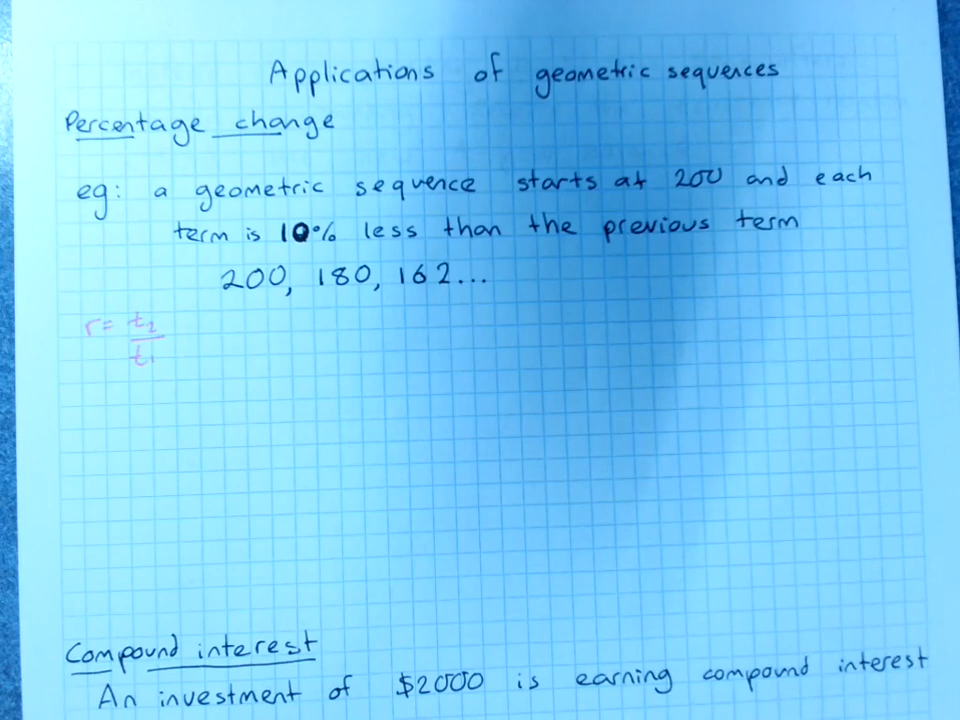 Applications of geometric sequences
Percentage change
eg: a geometric sequence starts at 200 and each
term is 10% less than the previous term
200, 180, 162...
r = t₂/t₁
Compound interest
An investment of $2000 is earning compound interest